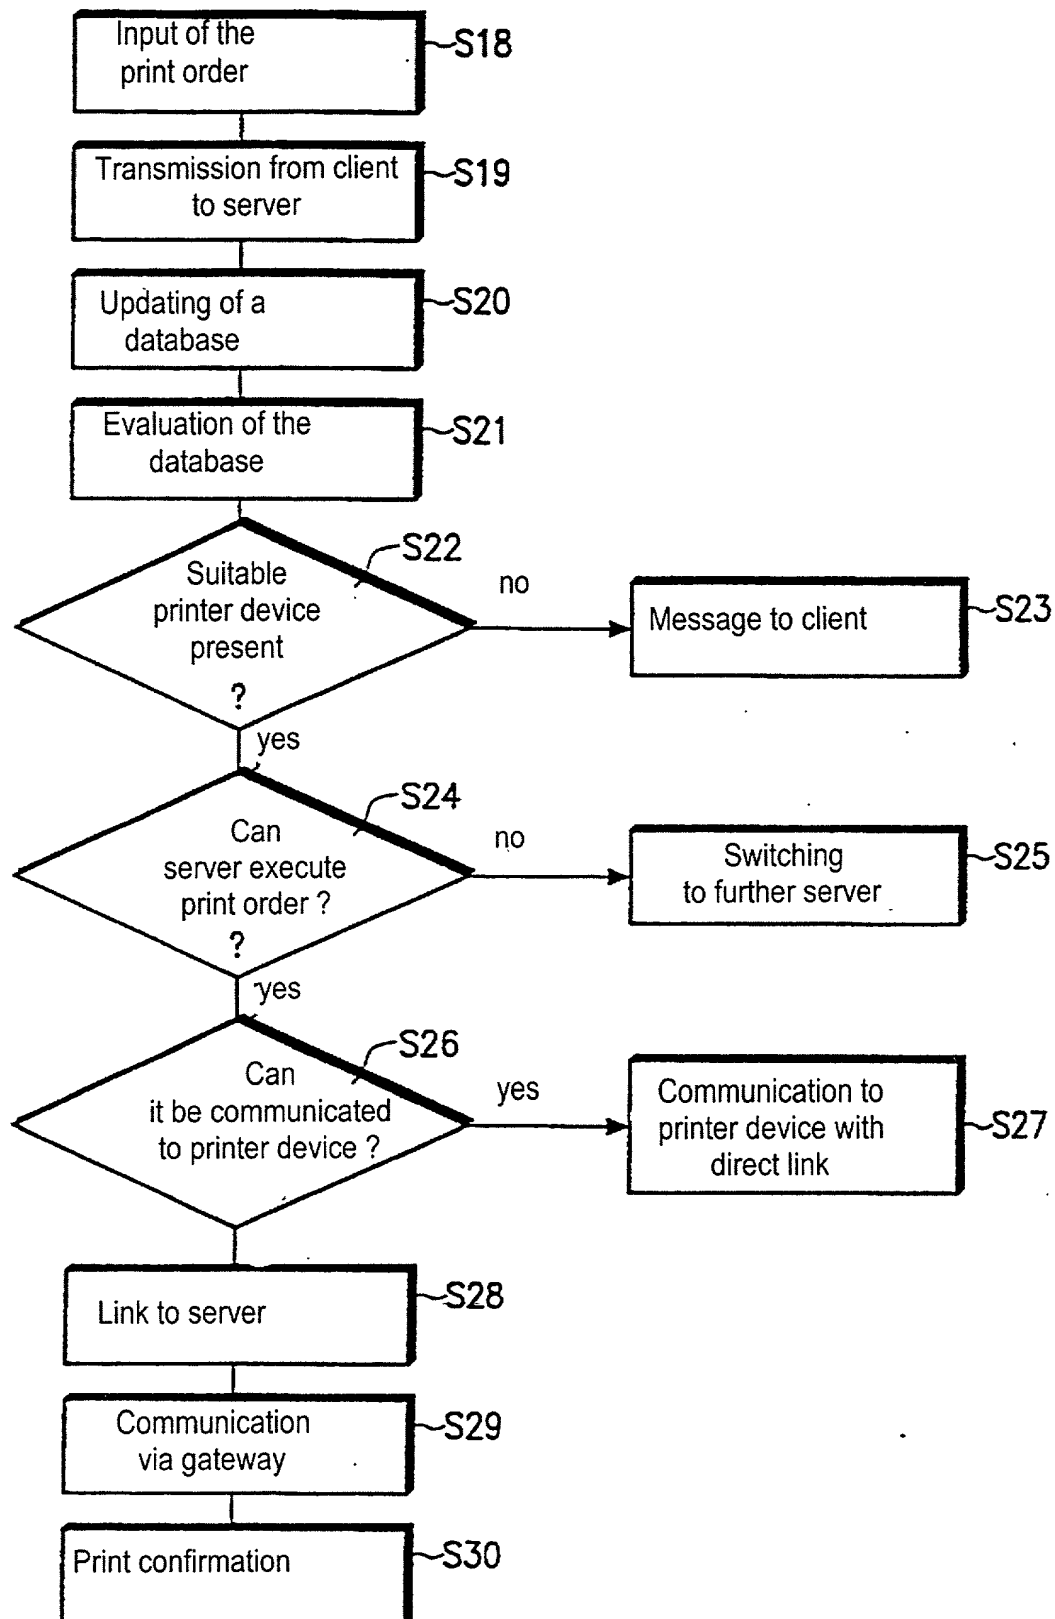 Input of the
print order
S18
Transmission from client
to server
S19
Updating of a
database
S20
Evaluation of the
database
S21
S22
Suitable
printer device
present
?
no
Message to client
S23
yes
S24
Can
server execute
print order ?
?
no
Switching
to further server
S25
yes
S26
Can
it be communicated
to printer device ?
yes
Communication to
printer device with
direct link
S27
Link to server
S28
Communication
via gateway
S29
Print confirmation
S30